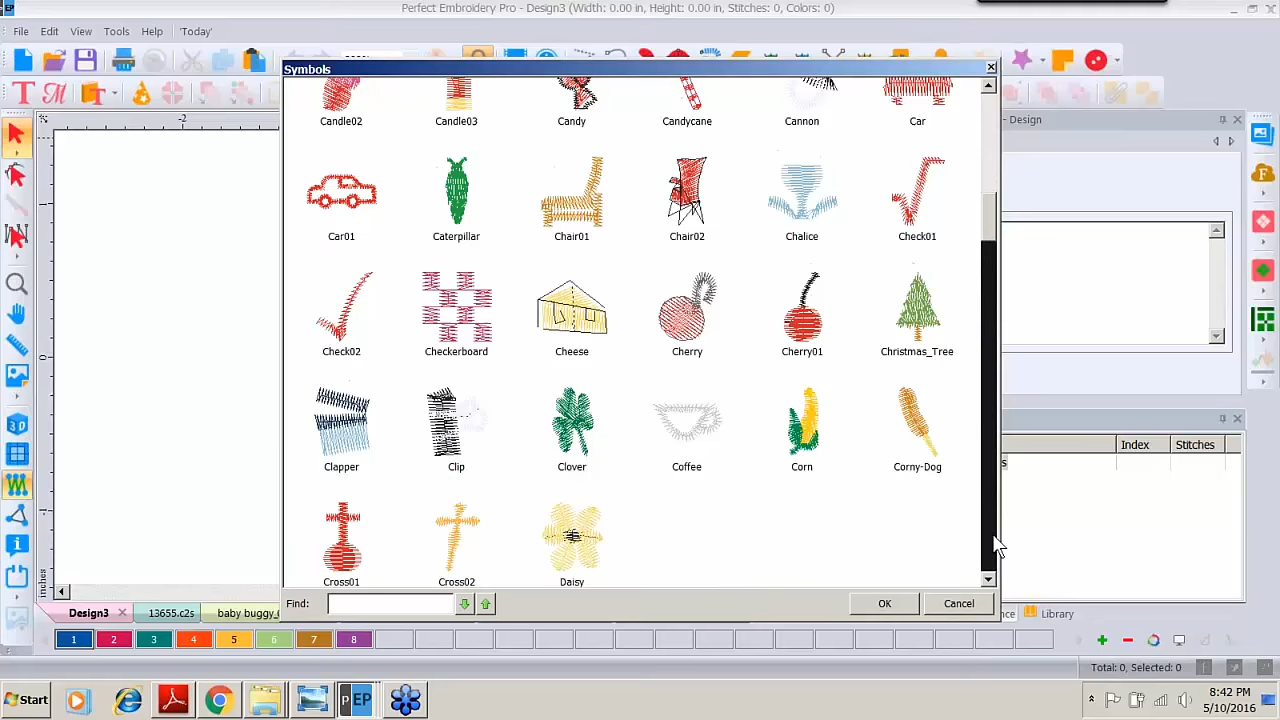 Perfect Embroidery Pro - Design3 (Width: 0.00 in, Height: 0.00 in, Stitches: 0, Colors: 0)
File Edit View Tools Help 'Today'
Symbols
Candle02 Candle03 Candy Candycane Cannon Car
Car01 Caterpillar Chair01 Chair02 Chalice Check01
Check02 Checkerboard Cheese Cherry Cherry01 Christmas_Tree
Clapper Clip Clover Coffee Corn Corny-Dog
Cross01 Cross02 Daisy
Find: OK Cancel
-2
0
inches
- Design
Index Stitches
s
Design3 13655.c2s baby buggy_
Library
1 2 3 4 5 6 7 8
Total: 0, Selected: 0
Start
8:42 PM
5/10/2016